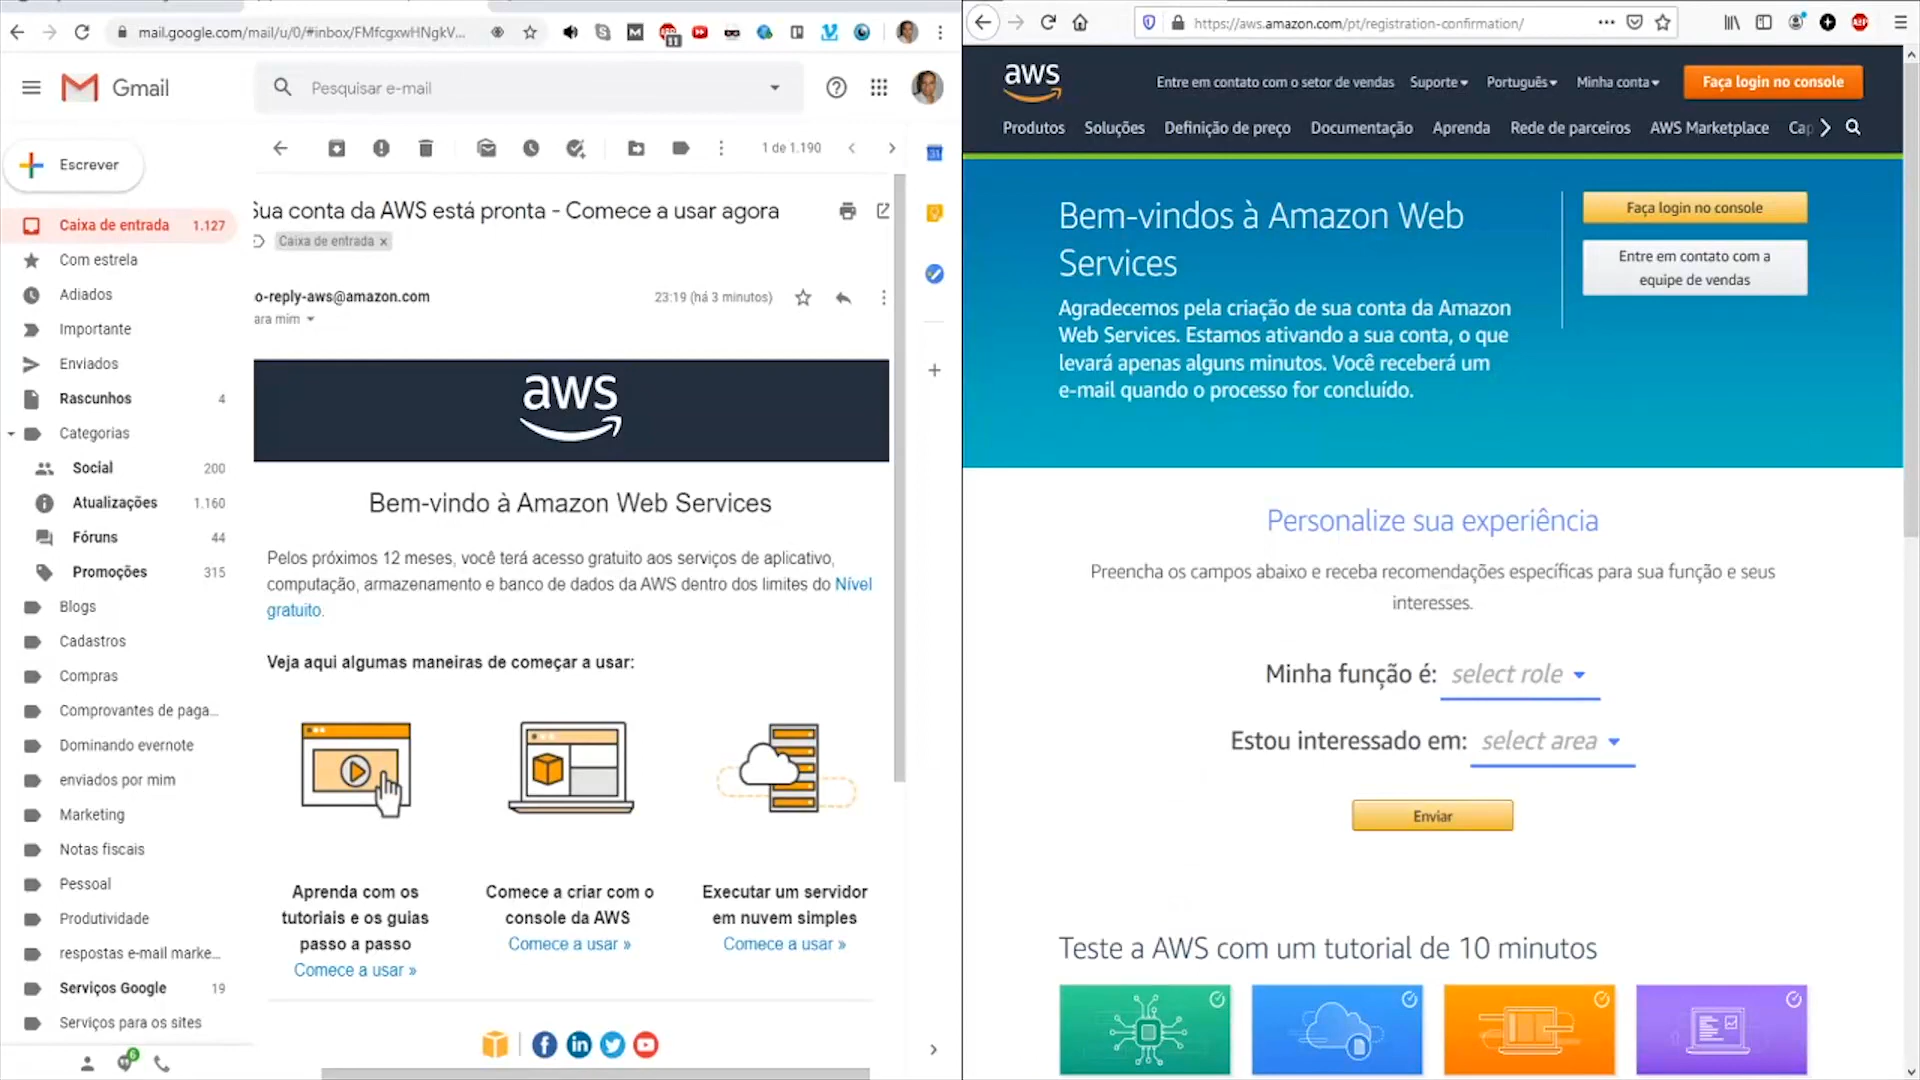 mail.google.com/mail/u/0/#inbox/FMfcgxwHNgkV...
11
Gmail
Pesquisar e-mail
Escrever
1 de 1.190
31
Caixa de entrada 1.127
Com estrela
Adiados
Importante
Enviados
Rascunhos 4
Categorias
Social 200
Atualizações 1.160
Fóruns 44
Promoções 315
Blogs
Cadastros
Compras
Comprovantes de paga...
Dominando evernote
enviados por mim
Marketing
Notas fiscais
Pessoal
Produtividade
respostas e-mail marke...
Serviços Google 19
Serviços para os sites
6
Sua conta da AWS está pronta - Comece a usar agora
Caixa de entrada x
o-reply-aws@amazon.com
23:19 (há 3 minutos)
ara mim
aws
Bem-vindo à Amazon Web Services
Pelos próximos 12 meses, você terá acesso gratuito aos serviços de aplicativo,
computação, armazenamento e banco de dados da AWS dentro dos limites do Nível
gratuito.
Veja aqui algumas maneiras de começar a usar:
Aprenda com os
tutoriais e os guias
passo a passo
Comece a usar »
Comece a criar com o
console da AWS
Comece a usar »
Executar um servidor
em nuvem simples
Comece a usar »
https://aws.amazon.com/pt/registration-confirmation/
ABP
aws
Entre em contato com o setor de vendas Suporte Português Minha conta Faça login no console
Produtos Soluções Definição de preço Documentação Aprenda Rede de parceiros AWS Marketplace Cap
Bem-vindos à Amazon Web
Services
Agradecemos pela criação de sua conta da Amazon
Web Services. Estamos ativando a sua conta, o que
levará apenas alguns minutos. Você receberá um
e-mail quando o processo for concluído.
Faça login no console
Entre em contato com a
equipe de vendas
Personalize sua experiência
Preencha os campos abaixo e receba recomendações específicas para sua função e seus
interesses.
Minha função é: select role
Estou interessado em: select area
Enviar
Teste a AWS com um tutorial de 10 minutos